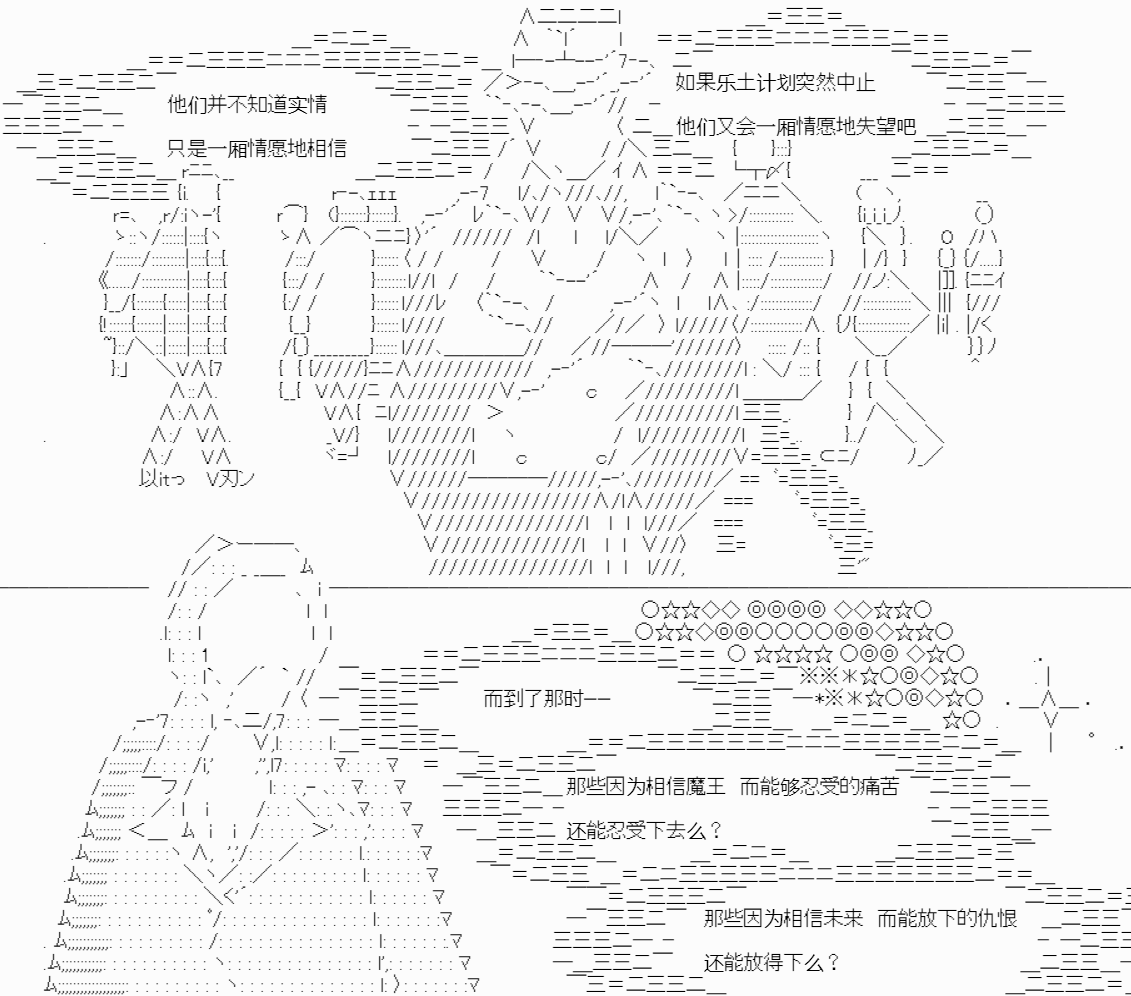 他们并不知道实情
只是一厢情愿地相信
如果乐土计划突然中止
他们又会一厢情愿地失望吧
而到了那时——
那些因为相信魔王　而能够忍受的痛苦
还能忍受下去么？
那些因为相信未来　而能放下的仇恨
还能放得下么？